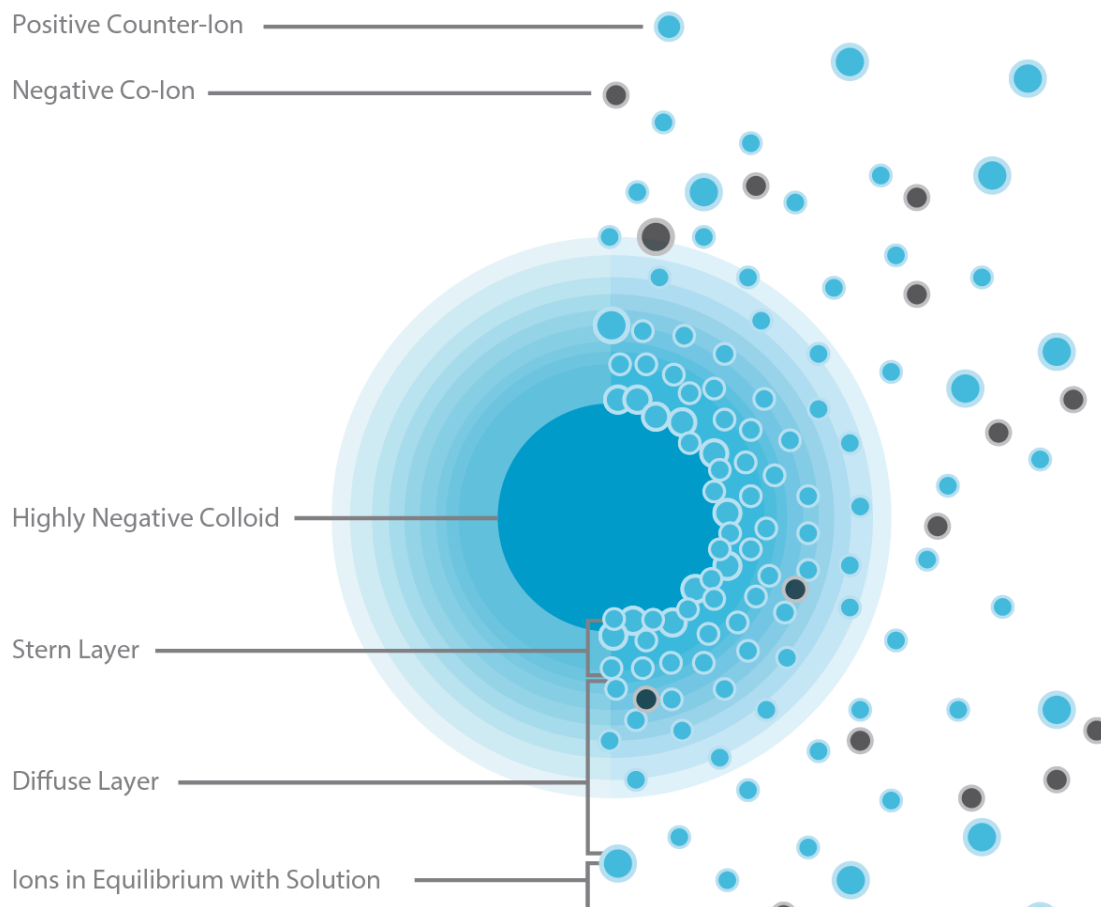 Positive Counter-Ion
Negative Co-Ion
Highly Negative Colloid
Stern Layer
Diffuse Layer
Ions in Equilibrium with Solution